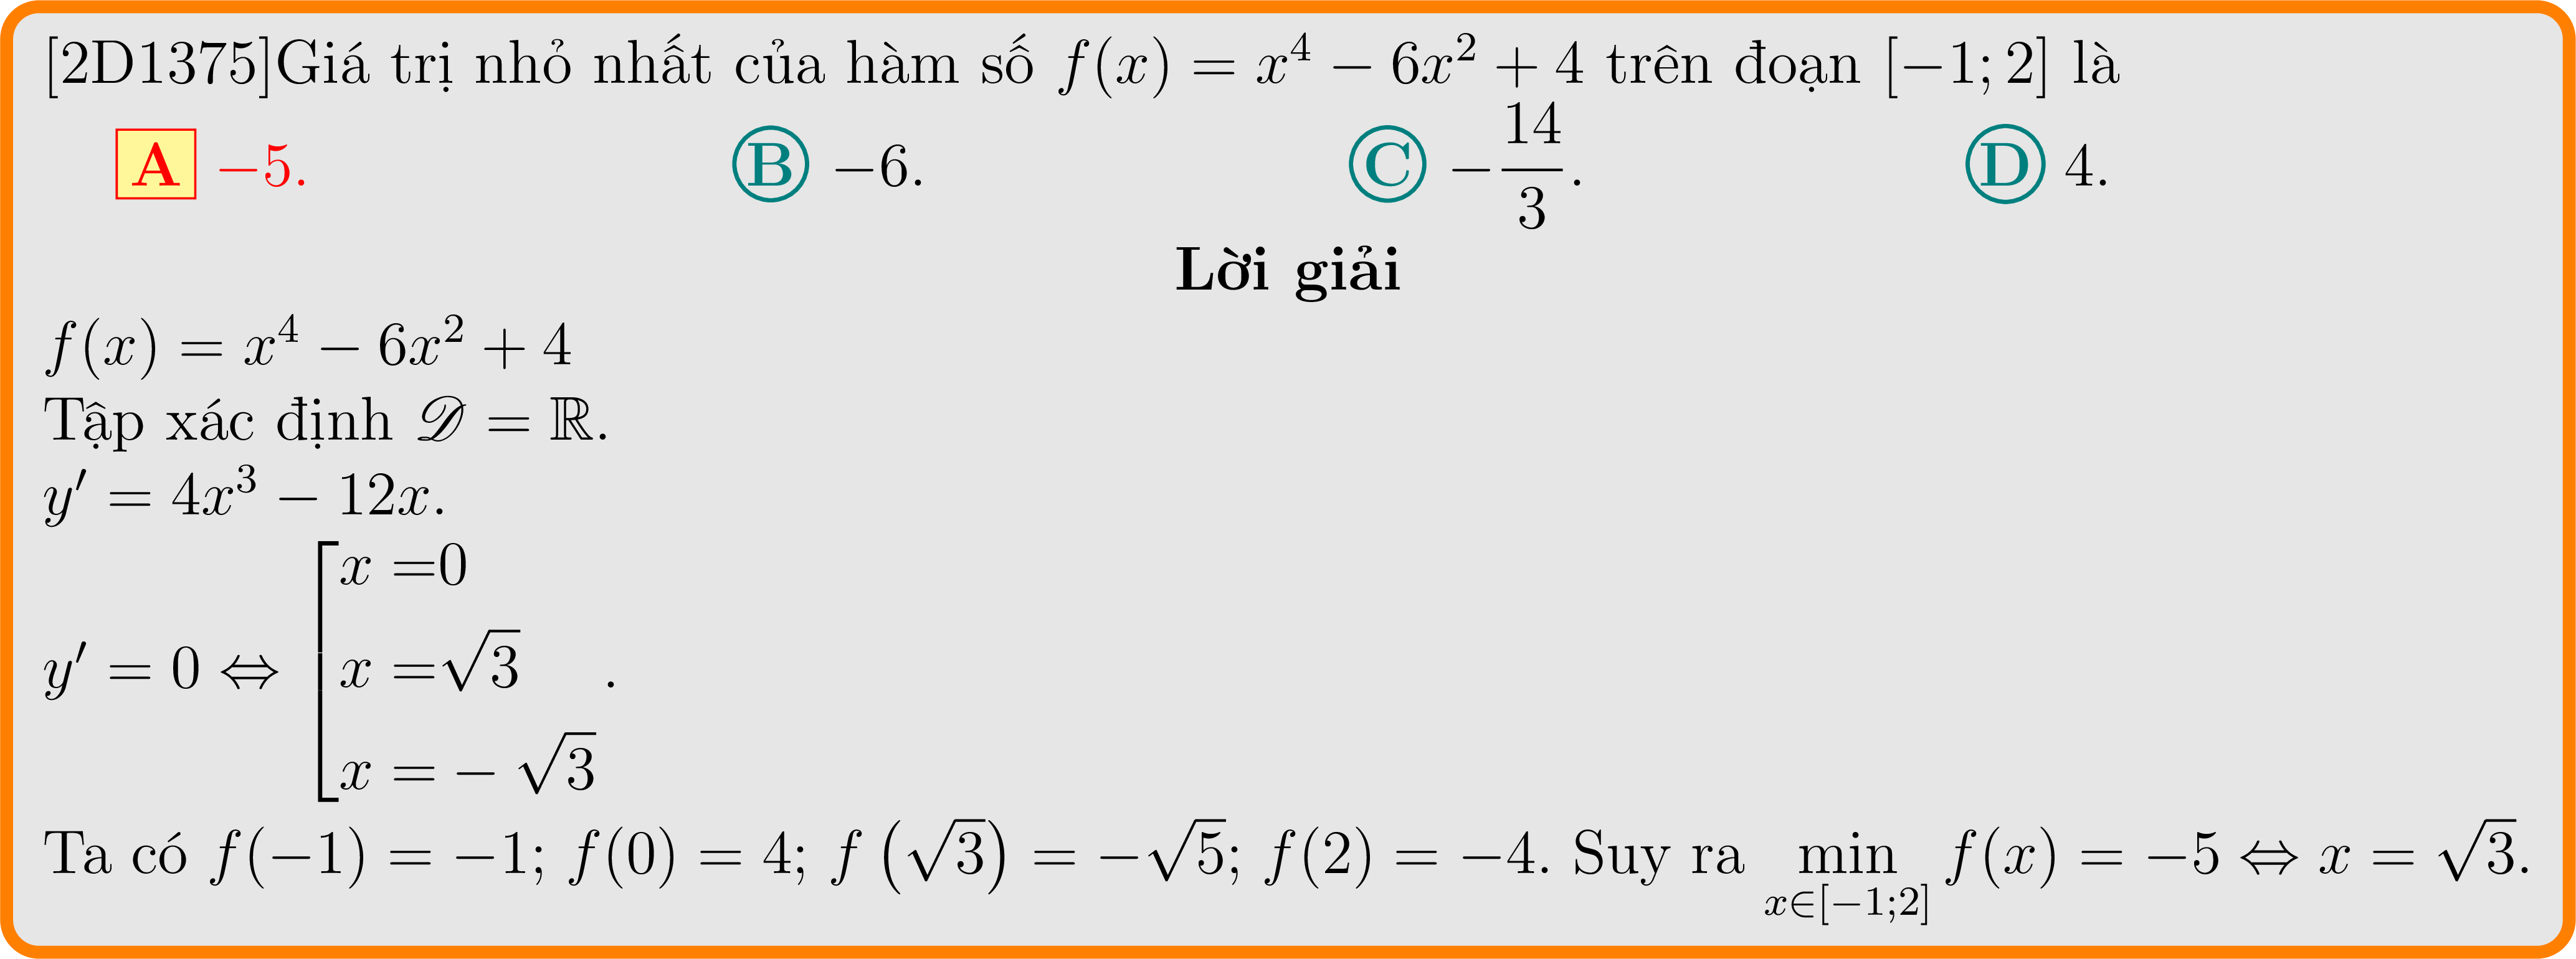 [2D1375]Giá trị nhỏ nhất của hàm số f(x) = x⁴ − 6x² + 4 trên đoạn [−1; 2] là
A −5. B −6. C −14/3. D 4.
Lời giải
f(x) = x⁴ − 6x² + 4
Tập xác định 𝒟 = ℝ.
y′ = 4x³ − 12x.
y′ = 0 ⇔ [x =0
x =√3
x = − √3.
Ta có f(−1) = −1; f(0) = 4; f (√3) = −√5; f(2) = −4. Suy ra min x∈[−1;2] f(x) = −5 ⇔ x = √3.